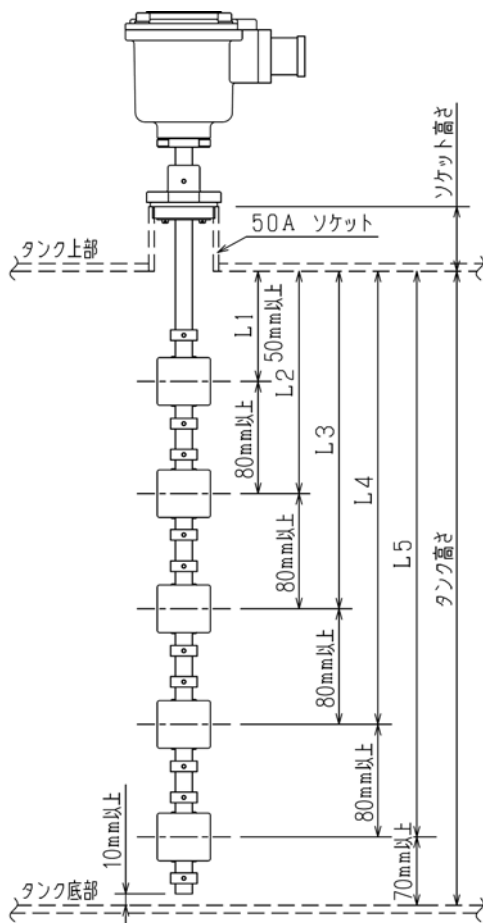 ソケット高さ
50A ソケット
タンク上部
L1
50mm以上
L2
L3
L4
L5
タンク高さ
80mm以上
80mm以上
80mm以上
80mm以上
70mm以上
10mm以上
タンク底部